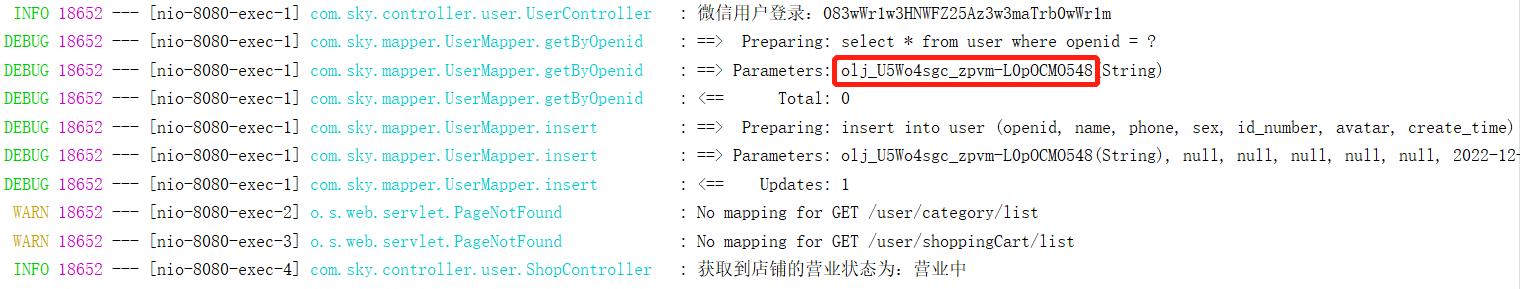 INFO 18652 --- [nio-8080-exec-1] com.sky.controller.user.UserController : 微信用户登录：083wWr1w3HNWFZ25Az3w3maTrb0wWr1m
DEBUG 18652 --- [nio-8080-exec-1] com.sky.mapper.UserMapper.getByOpenid : ==> Preparing: select * from user where openid = ?
DEBUG 18652 --- [nio-8080-exec-1] com.sky.mapper.UserMapper.getByOpenid : ==> Parameters: olj_U5Wo4sgc_zpvm-L0pOCMO548(String)
DEBUG 18652 --- [nio-8080-exec-1] com.sky.mapper.UserMapper.getByOpenid : <== Total: 0
DEBUG 18652 --- [nio-8080-exec-1] com.sky.mapper.UserMapper.insert : ==> Preparing: insert into user (openid, name, phone, sex, id_number, avatar, create_time)
DEBUG 18652 --- [nio-8080-exec-1] com.sky.mapper.UserMapper.insert : ==> Parameters: olj_U5Wo4sgc_zpvm-L0pOCMO548(String), null, null, null, null, null, 2022-12-
DEBUG 18652 --- [nio-8080-exec-1] com.sky.mapper.UserMapper.insert : <== Updates: 1
WARN 18652 --- [nio-8080-exec-2] o.s.web.servlet.PageNotFound : No mapping for GET /user/category/list
WARN 18652 --- [nio-8080-exec-3] o.s.web.servlet.PageNotFound : No mapping for GET /user/shoppingCart/list
INFO 18652 --- [nio-8080-exec-4] com.sky.controller.user.ShopController : 获取到店铺的营业状态为：营业中